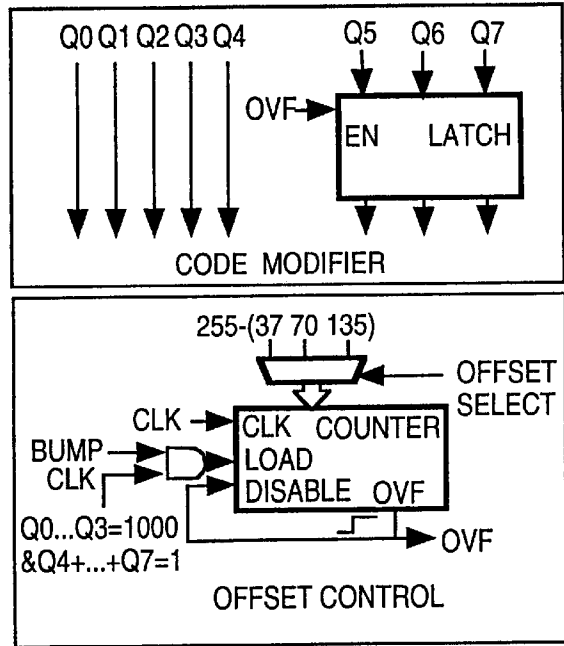 Q0 Q1 Q2 Q3 Q4 Q5 Q6 Q7
OVF
EN LATCH
CODE MODIFIER
255-(37 70 135)
OFFSET
SELECT
CLK
CLK COUNTER
BUMP
LOAD
CLK
DISABLE OVF
Q0...Q3=1000
&Q4+...+Q7=1
OVF
OFFSET CONTROL